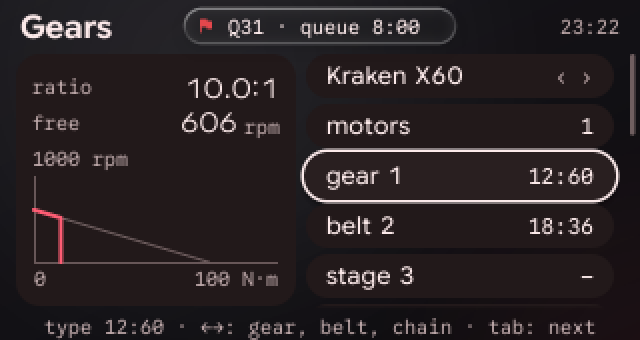 Gears
Q31 · queue 8:00
23:22
ratio 10.0:1
free 606 rpm
1000 rpm
0 100 N·m
Kraken X60 ‹ ›
motors 1
gear 1 12:60
belt 2 18:36
stage 3 –
type 12:60 · ↔: gear, belt, chain · tab: next